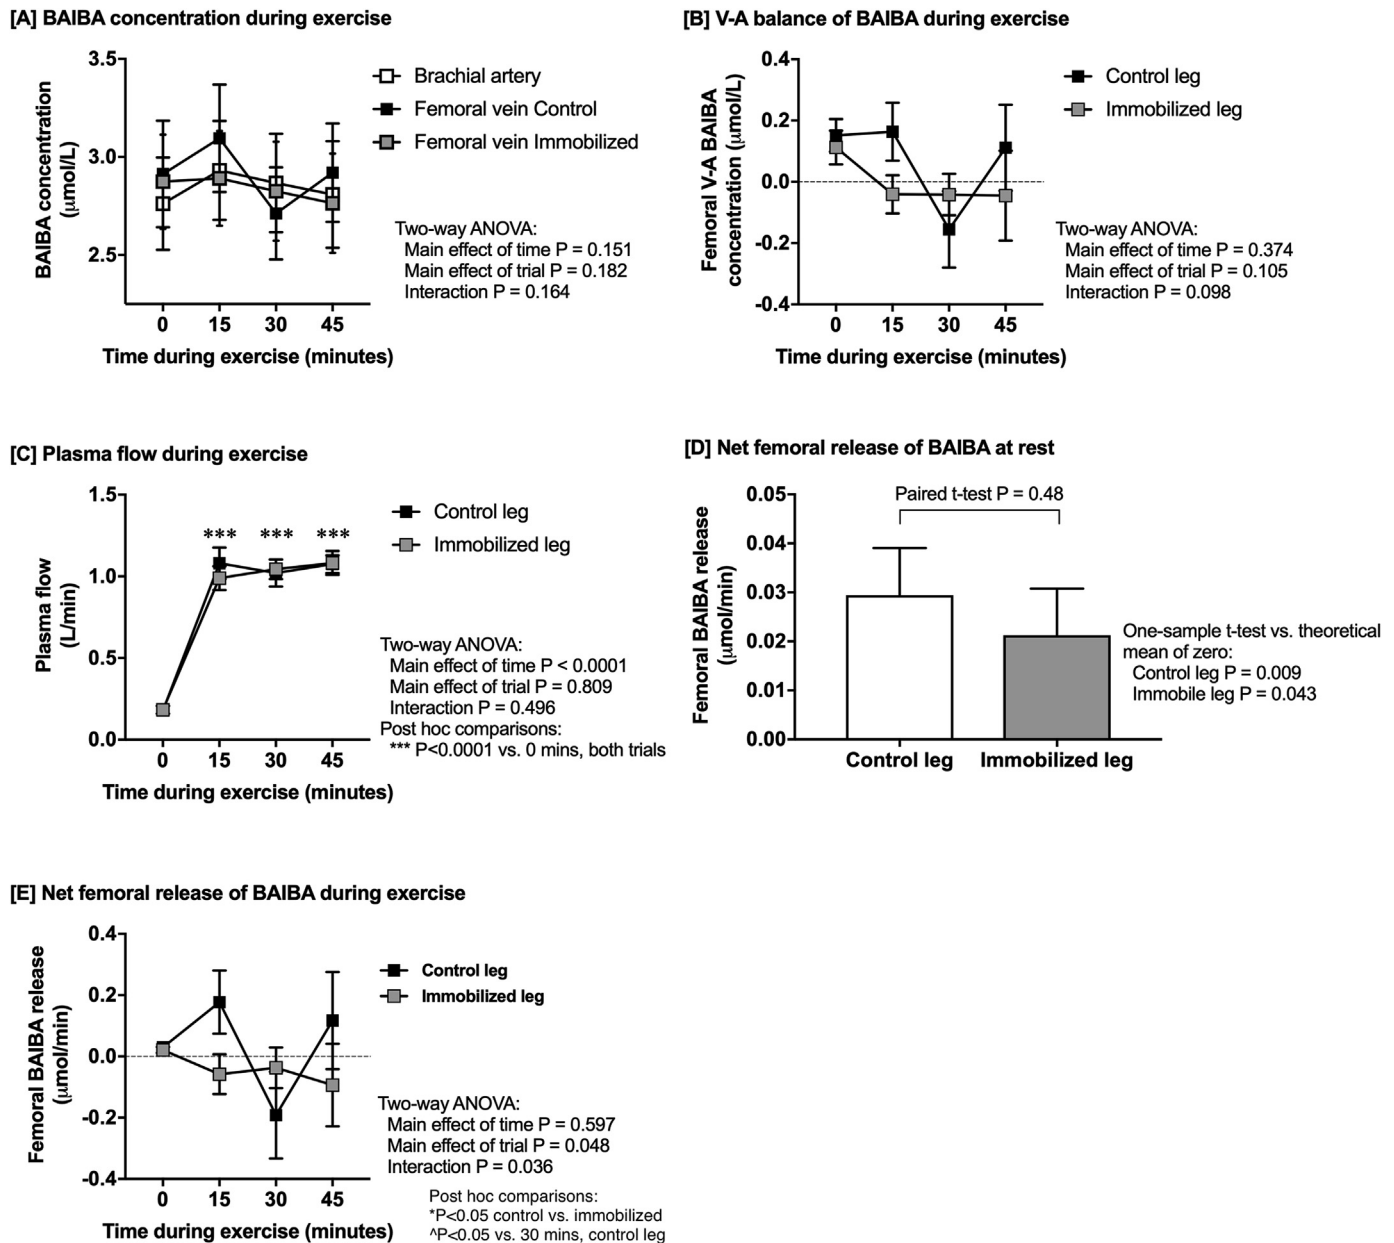 [A] BAIBA concentration during exercise
BAIBA concentration
(μmol/L)
3.5
3.0
2.5
0 15 30 45
Time during exercise (minutes)
Brachial artery
Femoral vein Control
Femoral vein Immobilized
Two-way ANOVA:
Main effect of time P = 0.151
Main effect of trial P = 0.182
Interaction P = 0.164
[B] V-A balance of BAIBA during exercise
Femoral V-A BAIBA
concentration (μmol/L)
0.4
0.2
0.0
-0.2
-0.4
0 15 30 45
Time during exercise (minutes)
Control leg
Immobilized leg
Two-way ANOVA:
Main effect of time P = 0.374
Main effect of trial P = 0.105
Interaction P = 0.098
[C] Plasma flow during exercise
Plasma flow
(L/min)
1.5
1.0
0.5
0.0
*** *** ***
0 15 30 45
Time during exercise (minutes)
Control leg
Immobilized leg
Two-way ANOVA:
Main effect of time P < 0.0001
Main effect of trial P = 0.809
Interaction P = 0.496
Post hoc comparisons:
*** P<0.0001 vs. 0 mins, both trials
[D] Net femoral release of BAIBA at rest
Femoral BAIBA release
(μmol/min)
0.05
0.04
0.03
0.02
0.01
0.00
Paired t-test P = 0.48
Control leg Immobilized leg
One-sample t-test vs. theoretical
mean of zero:
Control leg P = 0.009
Immobile leg P = 0.043
[E] Net femoral release of BAIBA during exercise
Femoral BAIBA release
(μmol/min)
0.4
0.2
0.0
-0.2
-0.4
0 15 30 45
Time during exercise (minutes)
Control leg
Immobilized leg
Two-way ANOVA:
Main effect of time P = 0.597
Main effect of trial P = 0.048
Interaction P = 0.036
Post hoc comparisons:
*P<0.05 control vs. immobilized
^P<0.05 vs. 30 mins, control leg